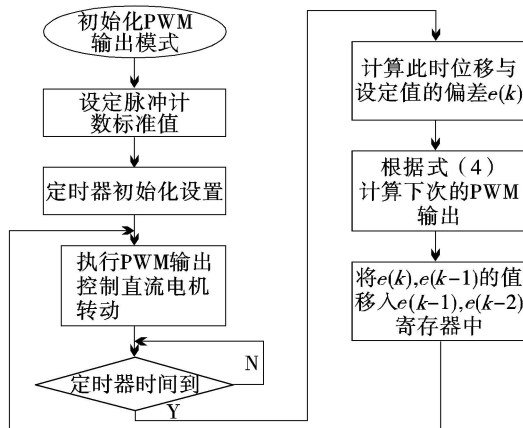 初始化PWM
输出模式
设定脉冲计
数标准值
定时器初始化设置
执行PWM输出
控制直流电机
转动
定时器时间到
N
Y
计算此时位移与
设定值的偏差e(k)
根据式（4）
计算下次的PWM
输出
将e(k),e(k-1)的值
移入e(k-1),e(k-2)
寄存器中